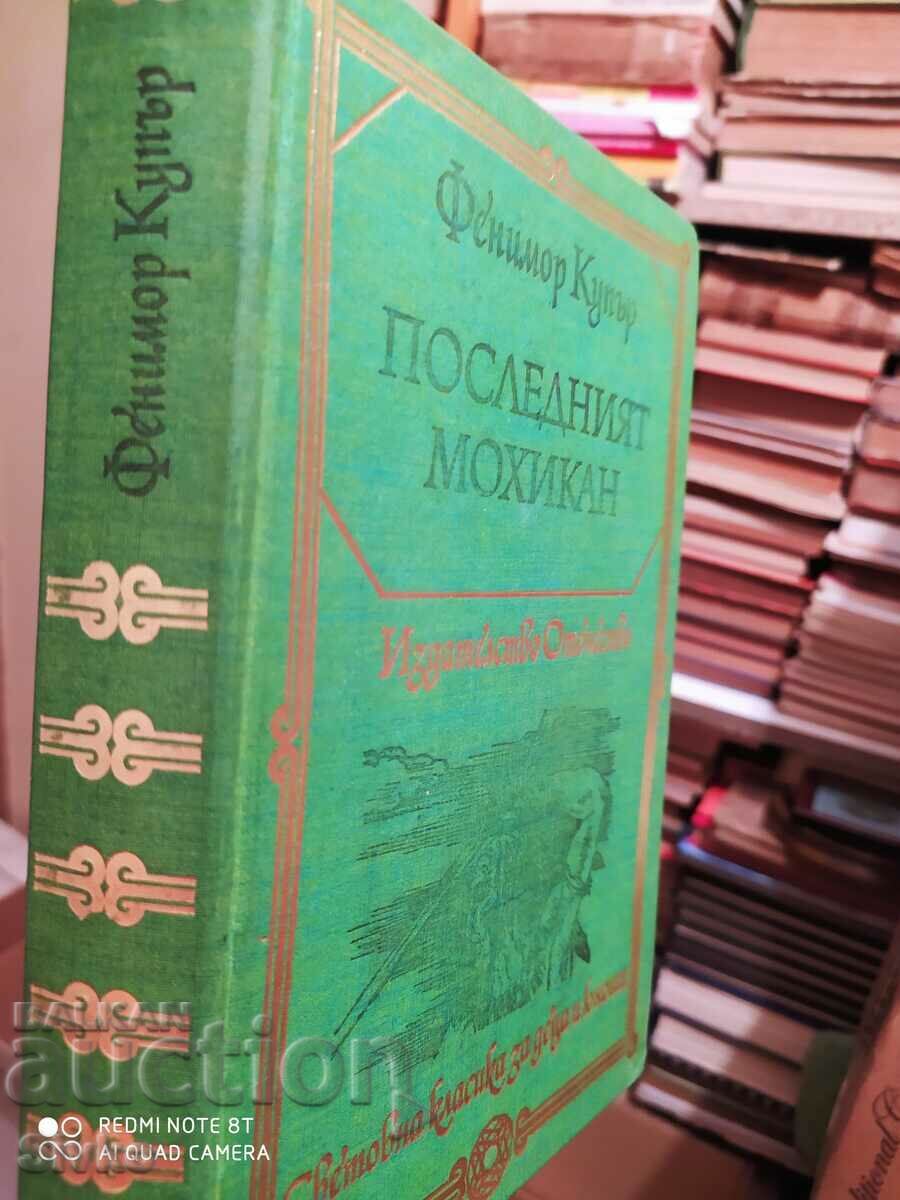 Фенимор Купър
Фенимор Купър
ПОСЛЕДНИЯТ
МОХИКАН
Издателство Отечество
Световна класика за деца и юноши
BALKAN
auction
REDMI NOTE 8T
AI QUAD CAMERA